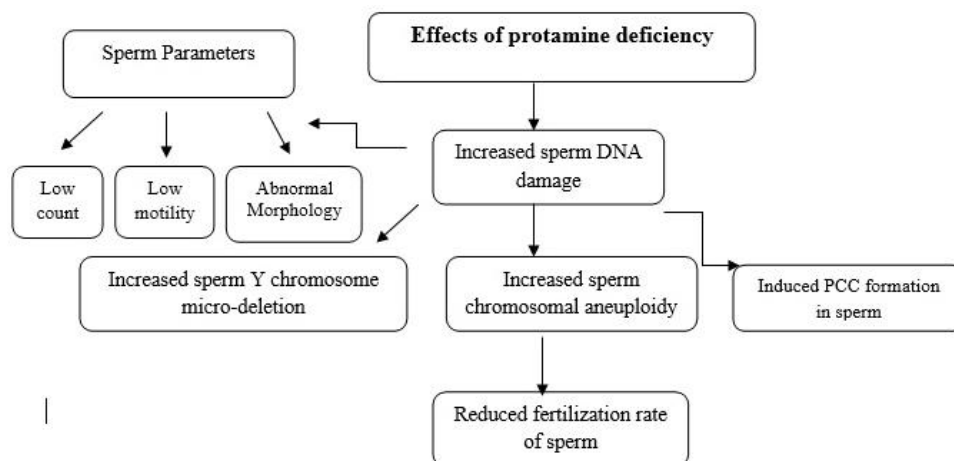 Effects of protamine deficiency
Sperm Parameters
Increased sperm DNA
damage
Low
count
Low
motility
Abnormal
Morphology
Increased sperm Y chromosome
micro-deletion
Increased sperm
chromosomal aneuploidy
Induced PCC formation
in sperm
Reduced fertilization rate
of sperm